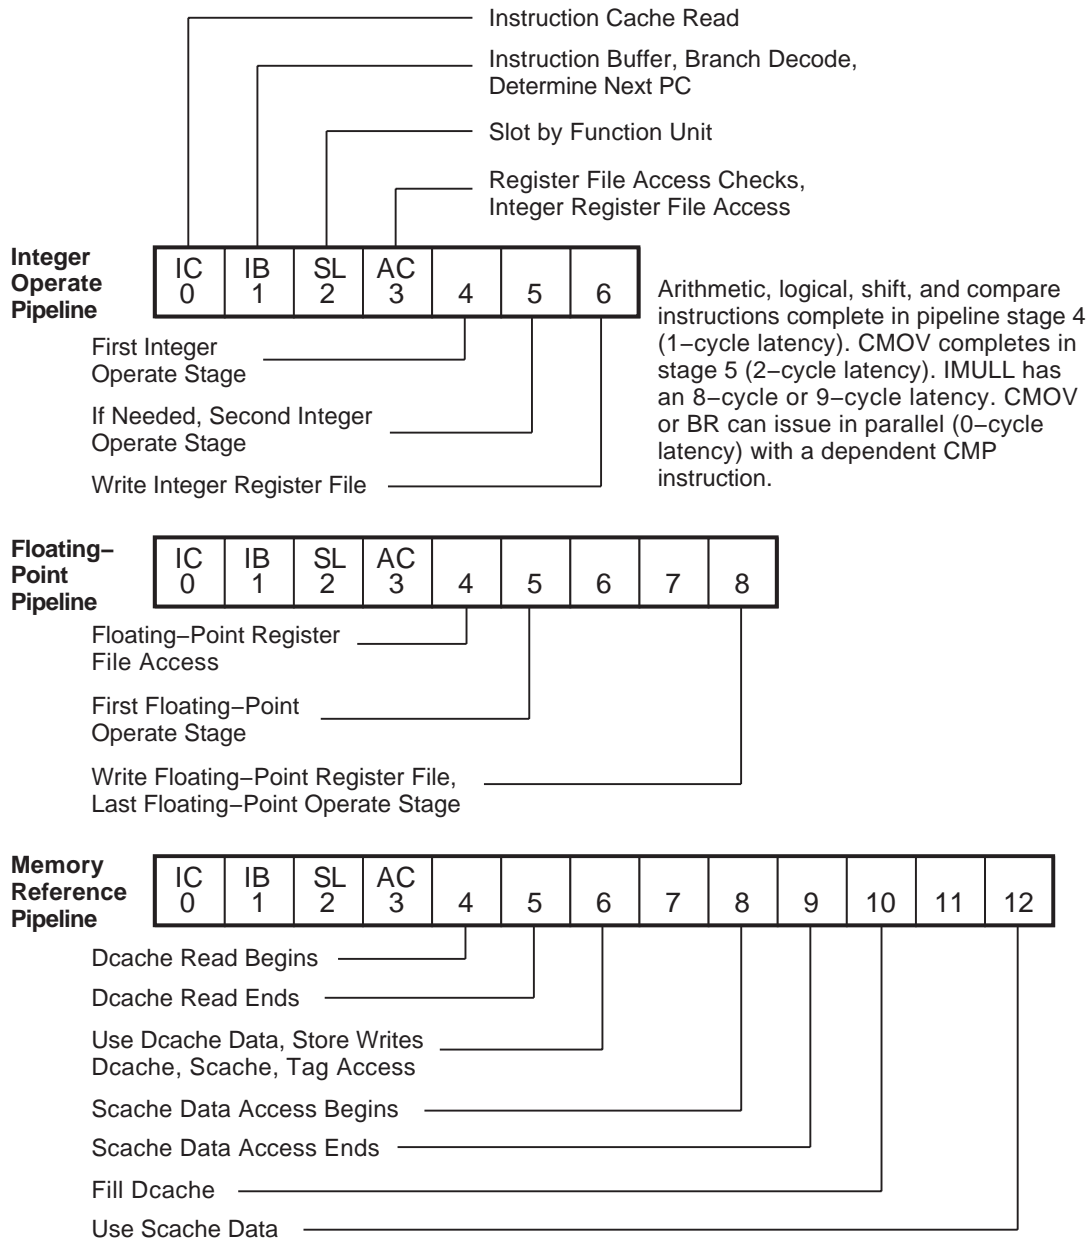 Instruction Cache Read
Instruction Buffer, Branch Decode,
Determine Next PC
Slot by Function Unit
Register File Access Checks,
Integer Register File Access
Integer
Operate
Pipeline
IC 0 IB 1 SL 2 AC 3 4 5 6
Arithmetic, logical, shift, and compare
instructions complete in pipeline stage 4
(1−cycle latency). CMOV completes in
stage 5 (2−cycle latency). IMULL has
an 8−cycle or 9−cycle latency. CMOV
or BR can issue in parallel (0−cycle
latency) with a dependent CMP
instruction.
First Integer
Operate Stage
If Needed, Second Integer
Operate Stage
Write Integer Register File
Floating−
Point
Pipeline
IC 0 IB 1 SL 2 AC 3 4 5 6 7 8
Floating−Point Register
File Access
First Floating−Point
Operate Stage
Write Floating−Point Register File,
Last Floating−Point Operate Stage
Memory
Reference
Pipeline
IC 0 IB 1 SL 2 AC 3 4 5 6 7 8 9 10 11 12
Dcache Read Begins
Dcache Read Ends
Use Dcache Data, Store Writes
Dcache, Scache, Tag Access
Scache Data Access Begins
Scache Data Access Ends
Fill Dcache
Use Scache Data